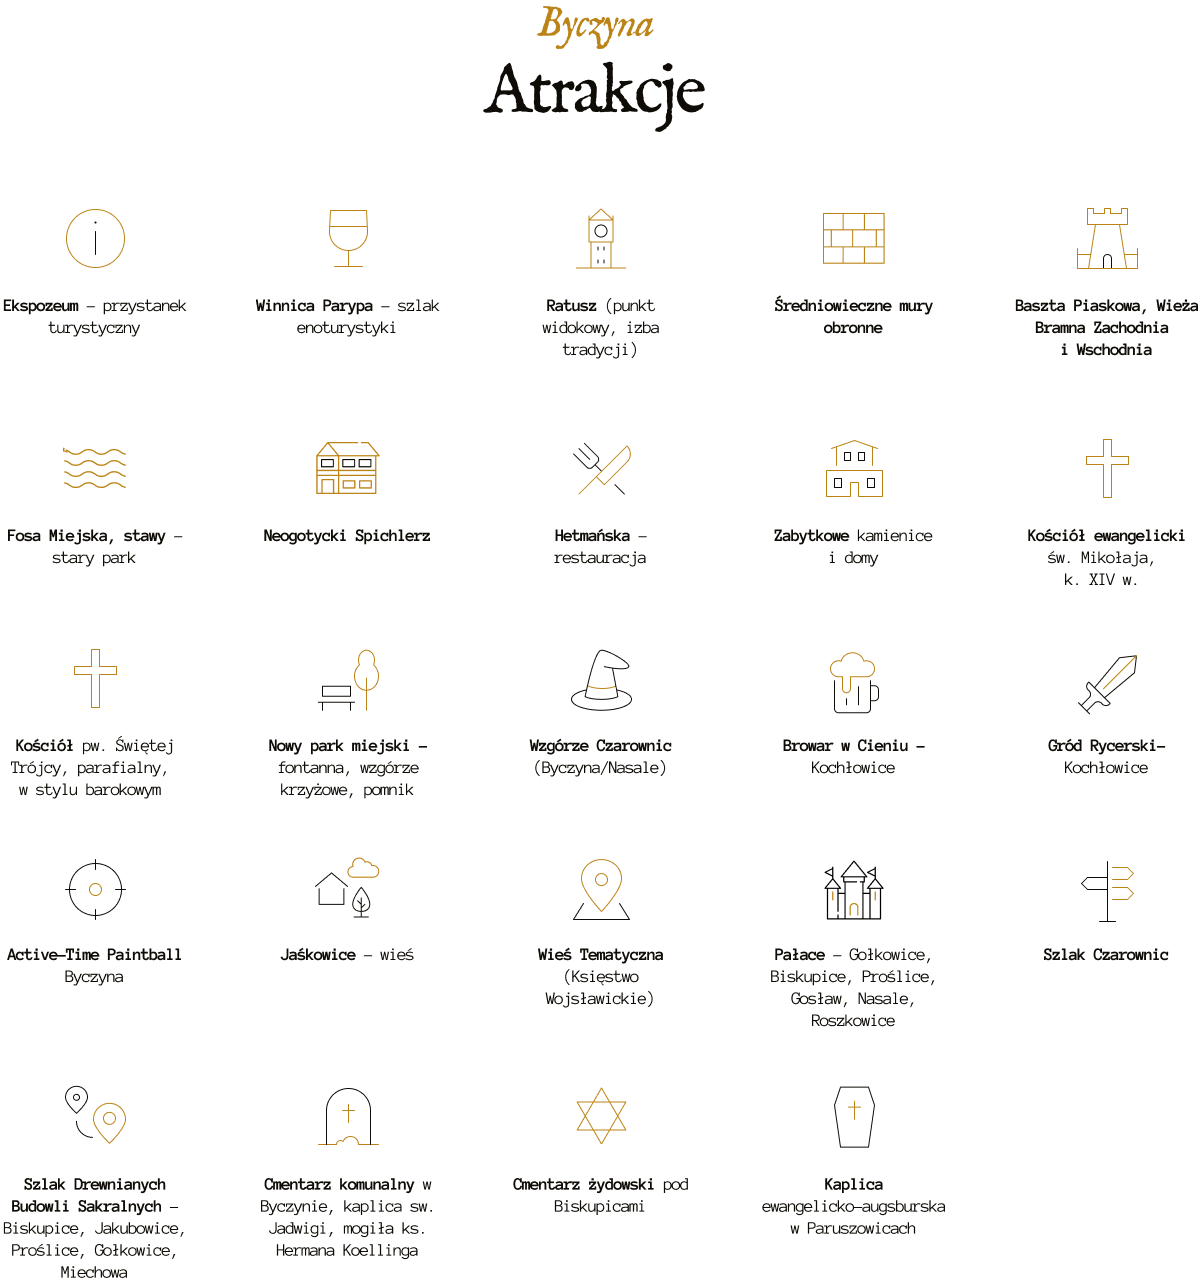 Byczyna
Atrakcje
Ekspozeum – przystanek
turystyczny
Winnica Parypa – szlak
enoturystyki
Ratusz (punkt
widokowy, izba
tradycji)
Średniowieczne mury
obronne
Baszta Piaskowa, Wieża
Bramna Zachodnia
i Wschodnia
Fosa Miejska, stawy –
stary park
Neogotycki Spichlerz
Hetmańska –
restauracja
Zabytkowe kamienice
i domy
Kościół ewangelicki
św. Mikołaja,
k. XIV w.
Kościół pw. Świętej
Trójcy, parafialny,
w stylu barokowym
Nowy park miejski –
fontanna, wzgórze
krzyżowe, pomnik
Wzgórze Czarownic
(Byczyna/Nasale)
Browar w Cieniu –
Kochłowice
Gród Rycerski–
Kochłowice
Active–Time Paintball
Byczyna
Jaśkowice – wieś
Wieś Tematyczna
(Księstwo
Wojsławickie)
Pałace – Gołkowice,
Biskupice, Proślice,
Gosław, Nasale,
Roszkowice
Szlak Czarownic
Szlak Drewnianych
Budowli Sakralnych –
Biskupice, Jakubowice,
Proślice, Gołkowice,
Miechowa
Cmentarz komunalny w
Byczynie, kaplica sw.
Jadwigi, mogiła ks.
Hermana Koellinga
Cmentarz żydowski pod
Biskupicami
Kaplica
ewangelicko–augsburska
w Paruszowicach